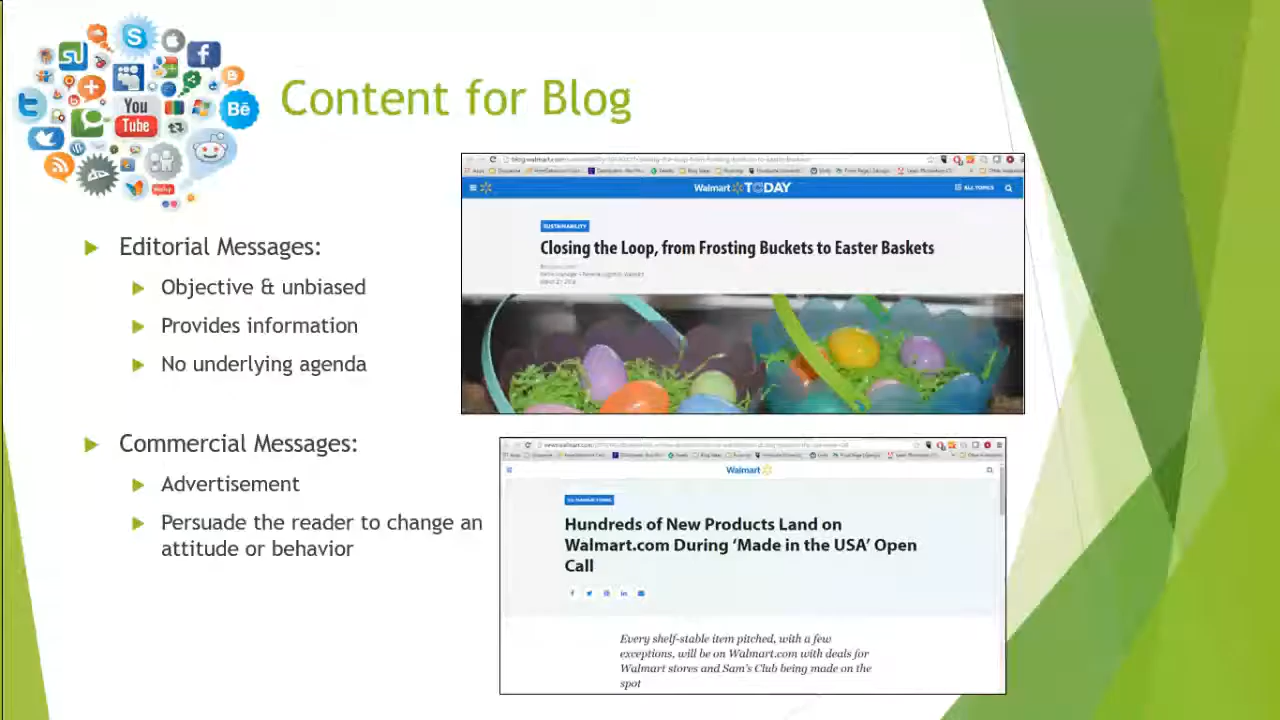 Content for Blog
You
Tube
Editorial Messages:
Objective & unbiased
Provides information
No underlying agenda
Commercial Messages:
Advertisement
Persuade the reader to change an
attitude or behavior
Walmart TODAY
ALL TOPICS
SUSTAINABILITY
Closing the Loop, from Frosting Buckets to Easter Baskets
Walmart
Hundreds of New Products Land on
Walmart.com During ‘Made in the USA’ Open
Call
Every shelf-stable item pitched, with a few
exceptions, will be on Walmart.com with deals for
Walmart stores and Sam's Club being made on the
spot